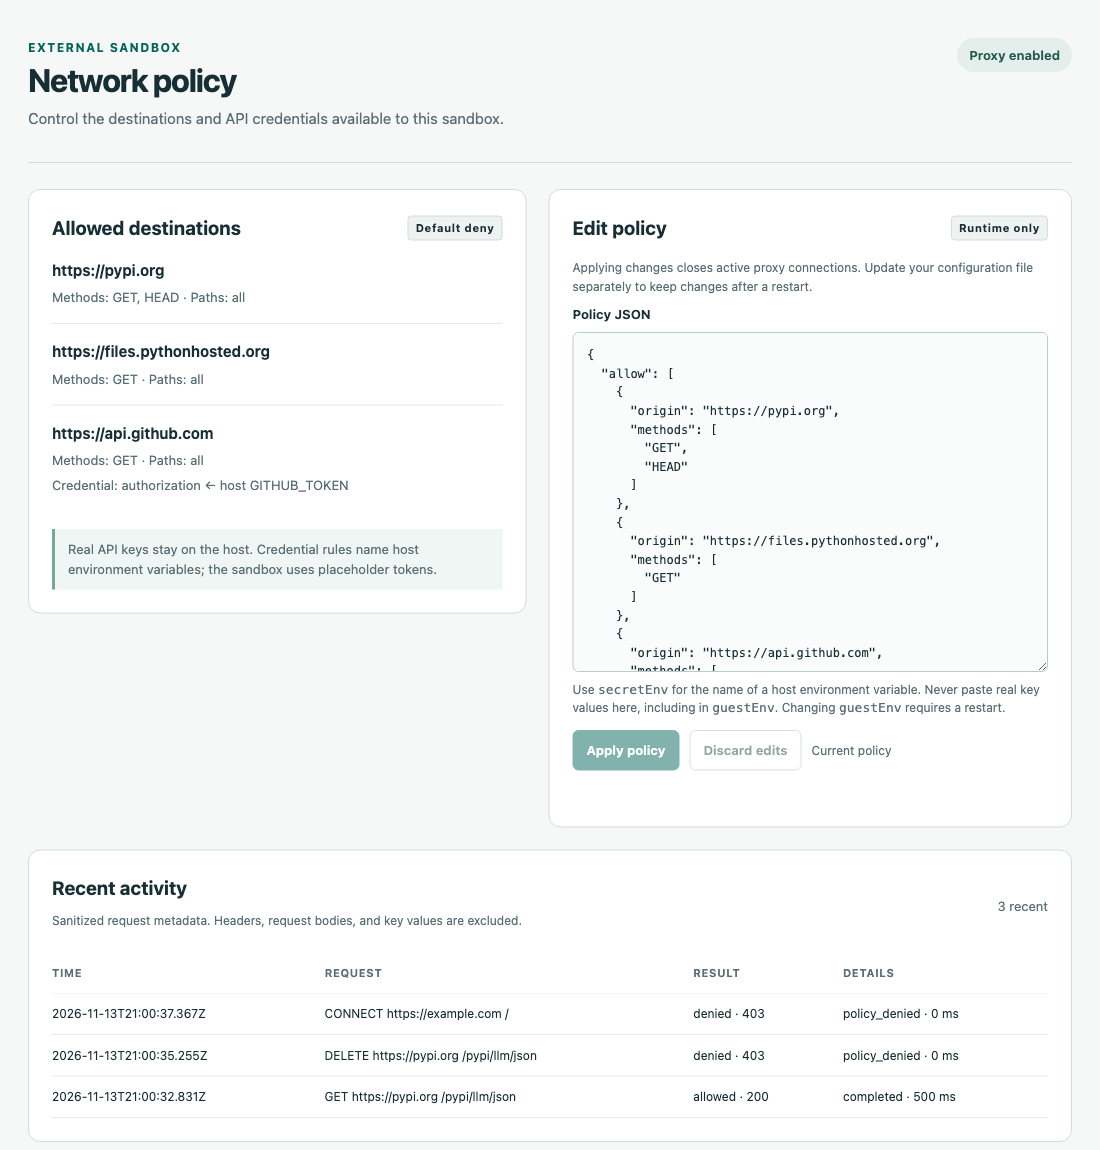 EXTERNAL SANDBOX
Network policy
Control the destinations and API credentials available to this sandbox.
Proxy enabled
Allowed destinations
Default deny
https://pypi.org
Methods: GET, HEAD · Paths: all
https://files.pythonhosted.org
Methods: GET · Paths: all
https://api.github.com
Methods: GET · Paths: all
Credential: authorization ← host GITHUB_TOKEN
Real API keys stay on the host. Credential rules name host
environment variables; the sandbox uses placeholder tokens.
Edit policy
Runtime only
Applying changes closes active proxy connections. Update your configuration file
separately to keep changes after a restart.
Policy JSON
{
  "allow": [
    {
      "origin": "https://pypi.org",
      "methods": [
        "GET",
        "HEAD"
      ]
    },
    {
      "origin": "https://files.pythonhosted.org",
      "methods": [
        "GET"
      ]
    },
    {
      "origin": "https://api.github.com",
      "methods": [
Use secretEnv for the name of a host environment variable. Never paste real key
values here, including in guestEnv. Changing guestEnv requires a restart.
Apply policy
Discard edits
Current policy
Recent activity
Sanitized request metadata. Headers, request bodies, and key values are excluded.
3 recent
TIME REQUEST RESULT DETAILS
2026-11-13T21:00:37.367Z CONNECT https://example.com / denied · 403 policy_denied · 0 ms
2026-11-13T21:00:35.255Z DELETE https://pypi.org /pypi/llm/json denied · 403 policy_denied · 0 ms
2026-11-13T21:00:32.831Z GET https://pypi.org /pypi/llm/json allowed · 200 completed · 500 ms